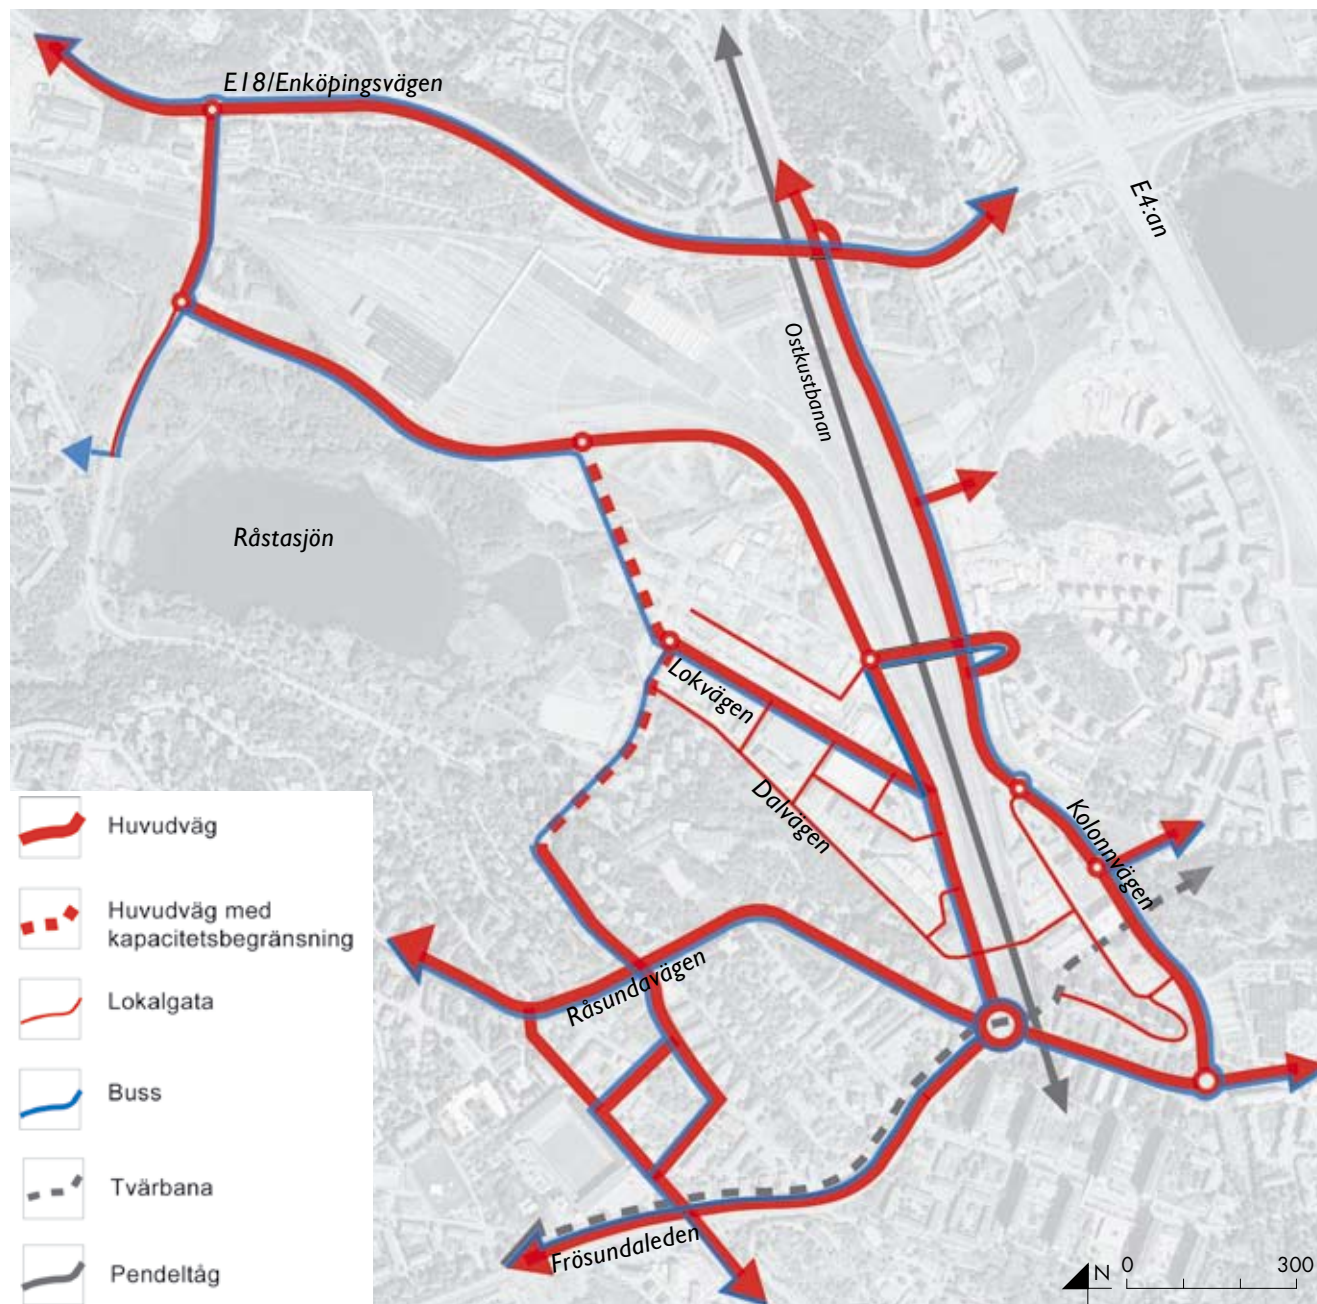 E18/Enköpingsvägen
E4:an
Ostkustbanan
Råstasjön
Lokvägen
Dalvägen
Kolonnvägen
Råsundavägen
Frösundaleden
Huvudväg
Huvudväg med
kapacitetsbegränsning
Lokalgata
Buss
Tvärbana
Pendeltåg
N 0 300